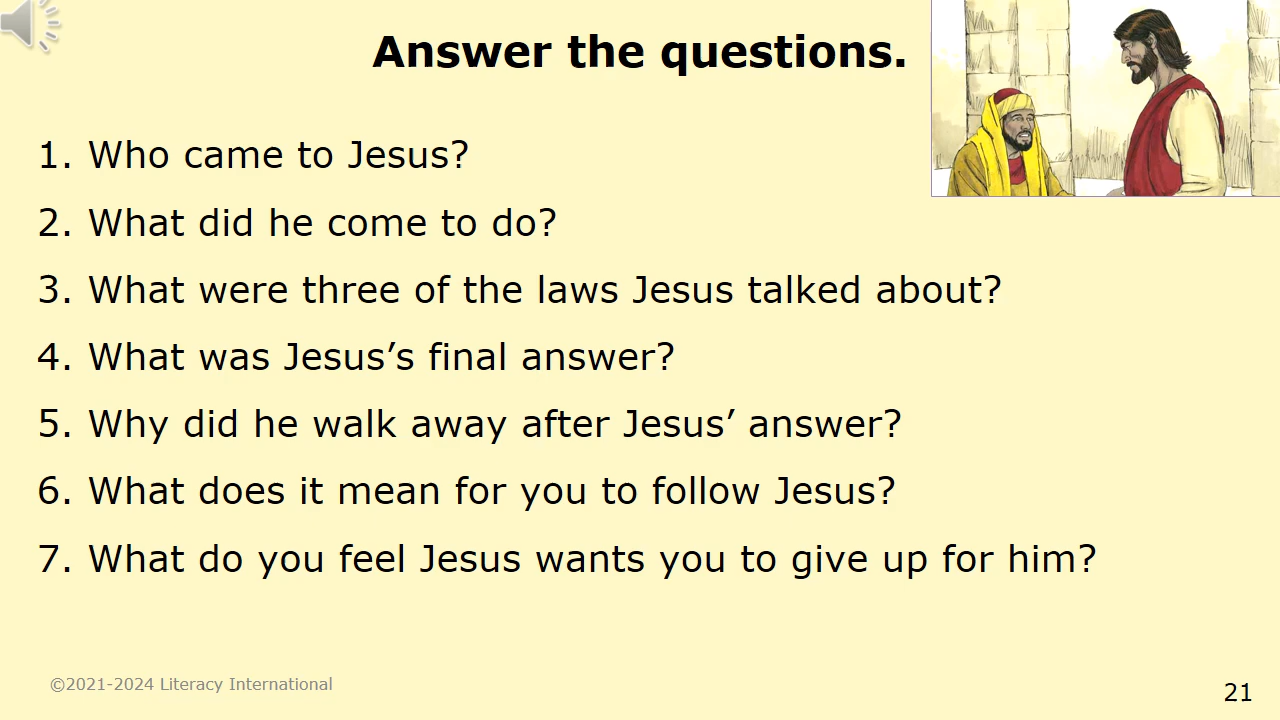 Answer the questions.
1. Who came to Jesus?
2. What did he come to do?
3. What were three of the laws Jesus talked about?
4. What was Jesus’s final answer?
5. Why did he walk away after Jesus’ answer?
6. What does it mean for you to follow Jesus?
7. What do you feel Jesus wants you to give up for him?
©2021-2024 Literacy International
21